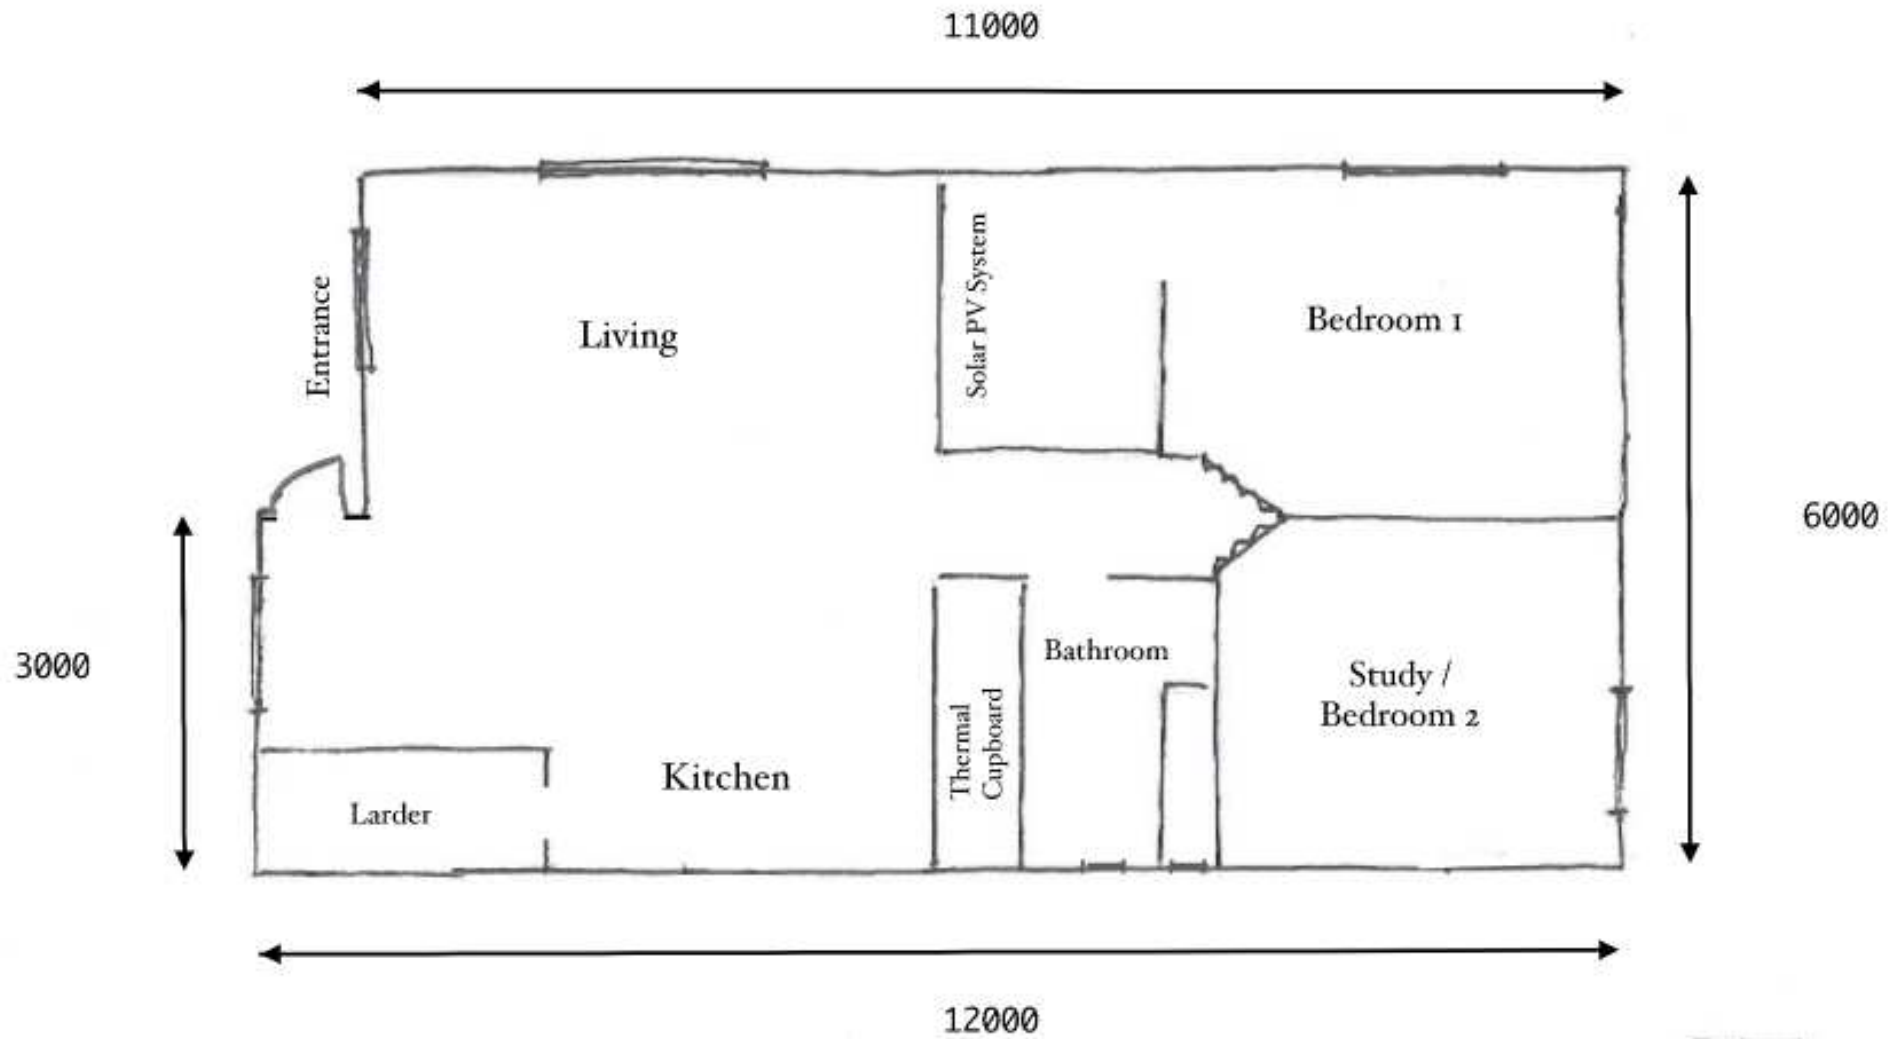 11000
Entrance
Living
Solar PV System
Bedroom 1
6000
3000
Bathroom
Study /
Bedroom 2
Thermal
Cupboard
Kitchen
Larder
12000